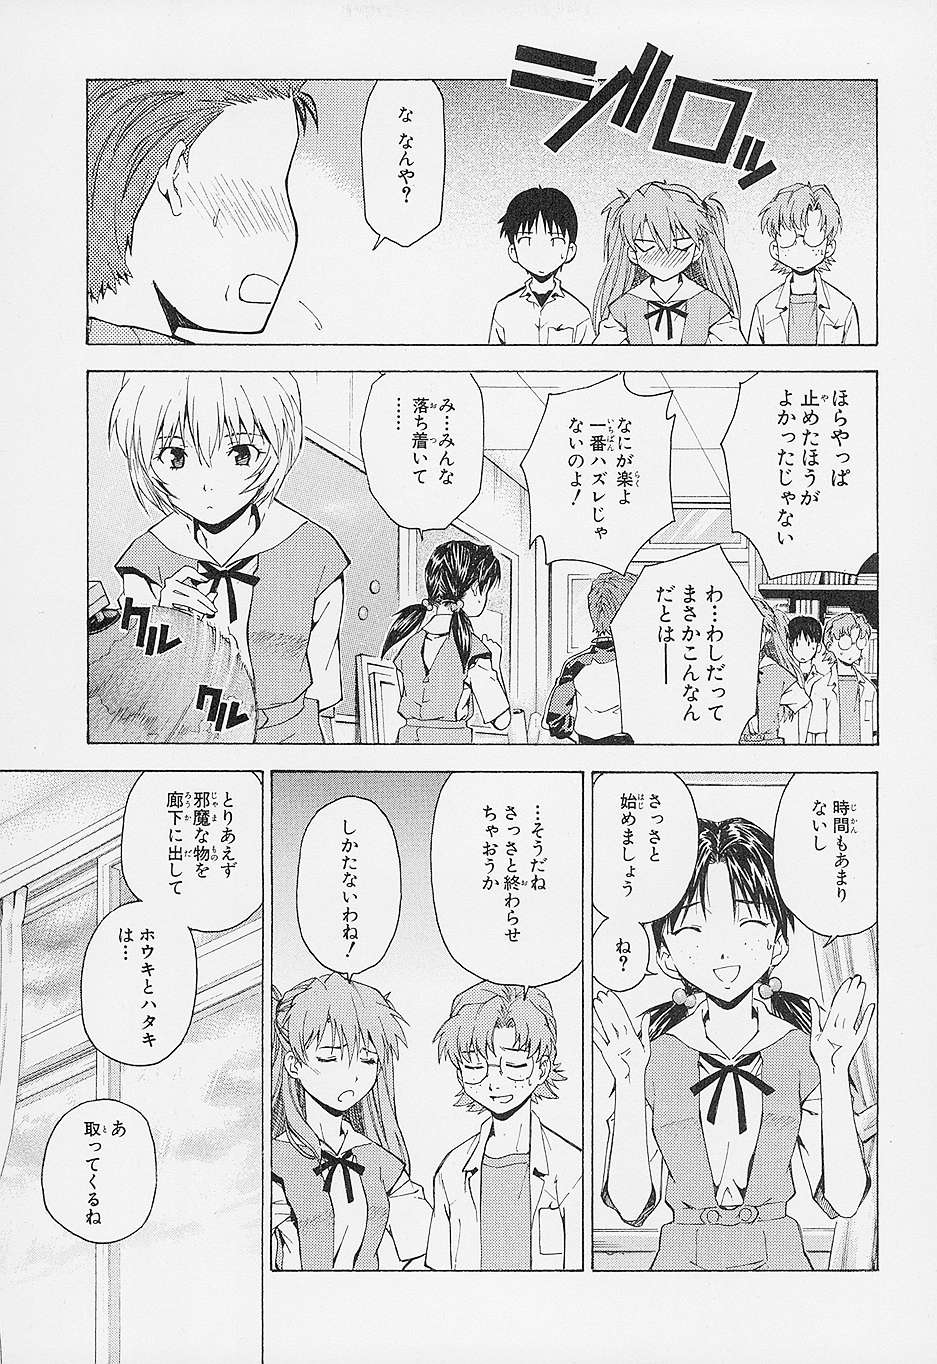 ジロッ
な なんや?
ほらやっぱ
止めたほうが
よかったじゃない
わ…わしだって
まさかこんなん
だとは──
なにが楽よ
一番ハズレじゃ
ないのよ!
み…みんな
落ち着いて
……
クル
クル
時間もあまり
ないし
さっさと
始めましょう
ね?
…そうだね
さっさと終わらせ
ちゃおうか
しかたないわね!
とりあえず
邪魔な物を
廊下に出して
ホウキとハタキ
は…
あ
取ってくるね